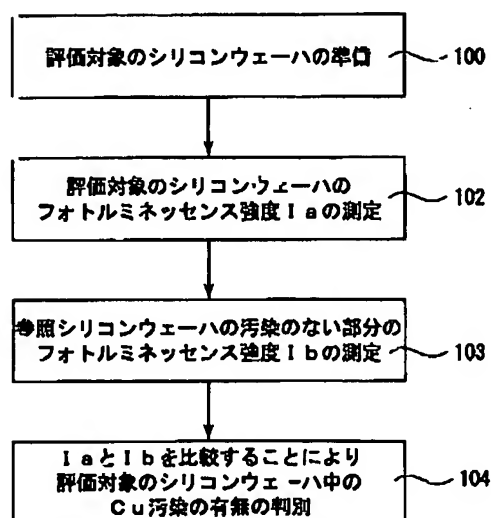 評価対象のシリコンウェーハの準備
100
評価対象のシリコンウェーハの
フォトルミネッセンス強度Iaの測定
102
参照シリコンウェーハの汚染のない部分の
フォトルミネッセンス強度Ibの測定
103
IaとIbを比較することにより
評価対象のシリコンウェーハ中の
Cu汚染の有無の判別
104